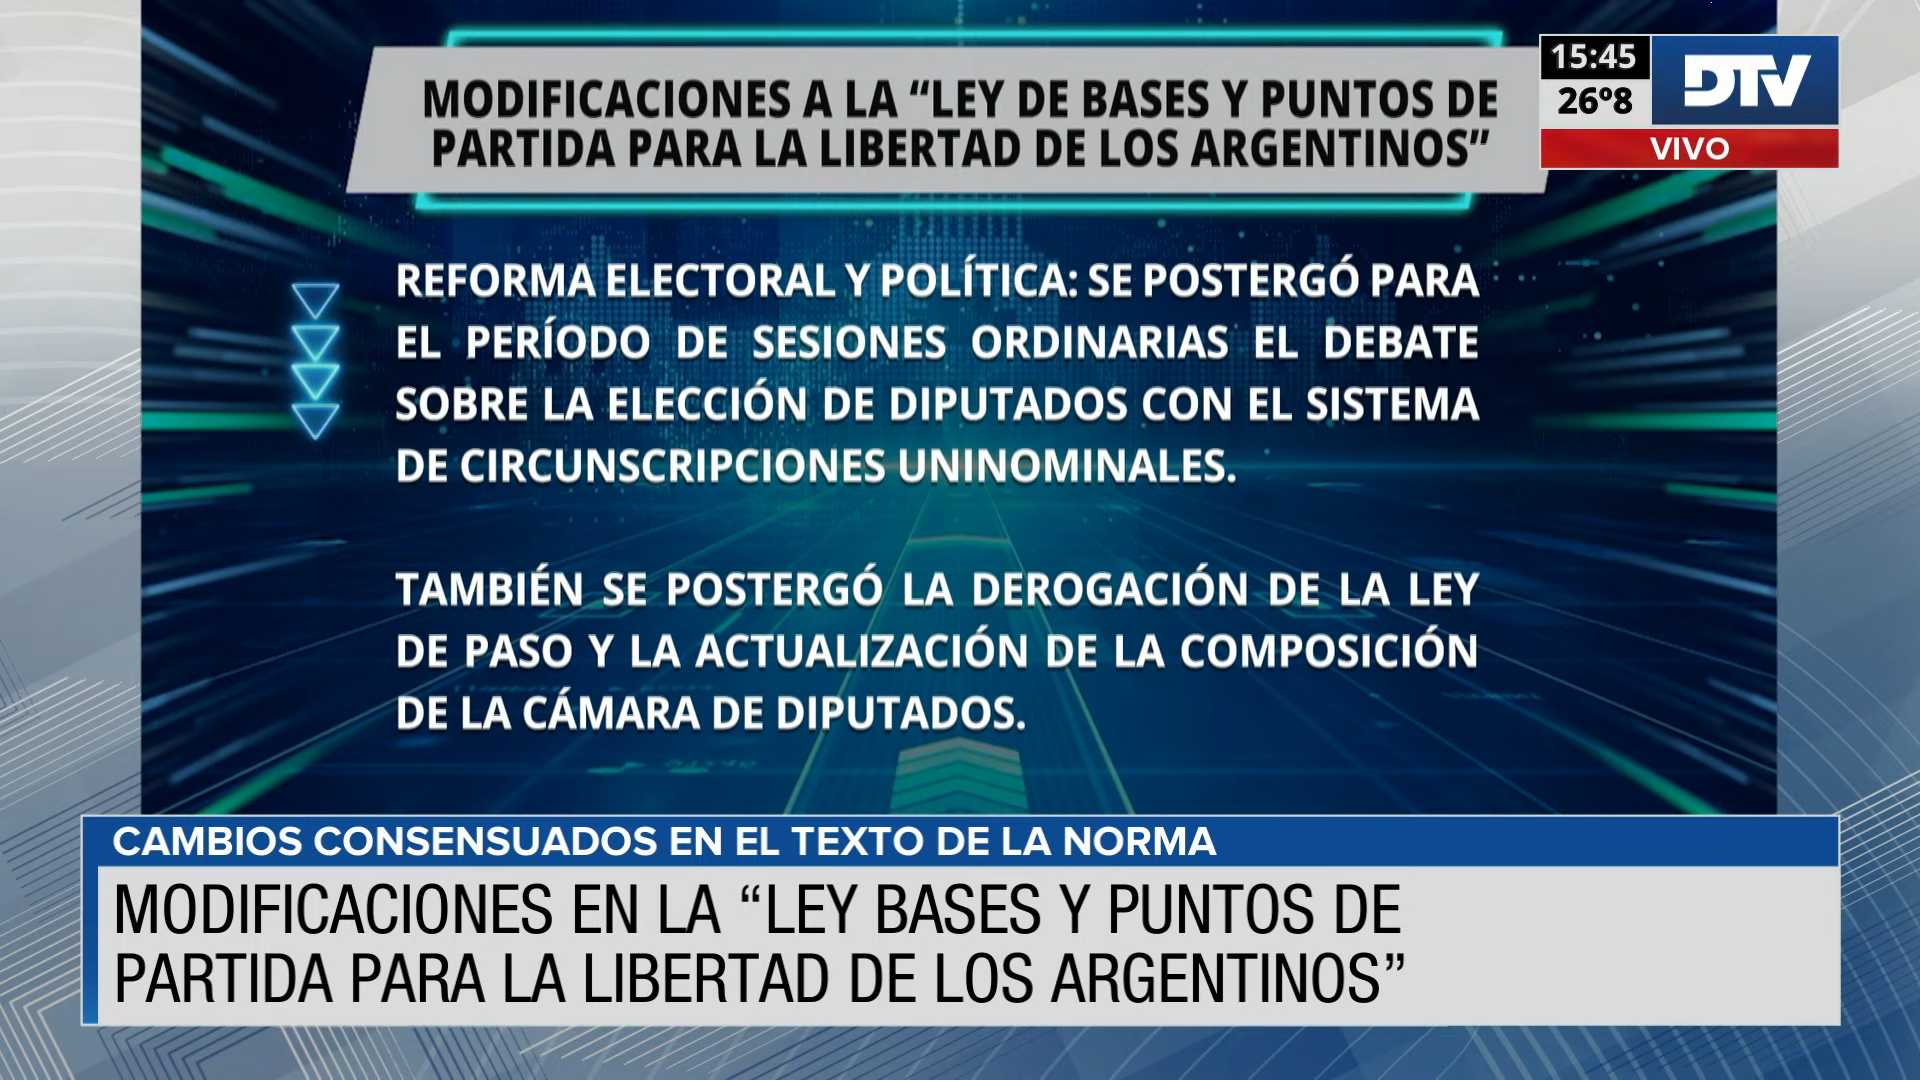 MODIFICACIONES A LA “LEY DE BASES Y PUNTOS DE
PARTIDA PARA LA LIBERTAD DE LOS ARGENTINOS”
15:45
26º8
DTV
VIVO
REFORMA ELECTORAL Y POLÍTICA: SE POSTERGÓ PARA
EL PERÍODO DE SESIONES ORDINARIAS EL DEBATE
SOBRE LA ELECCIÓN DE DIPUTADOS CON EL SISTEMA
DE CIRCUNSCRIPCIONES UNINOMINALES.
TAMBIÉN SE POSTERGÓ LA DEROGACIÓN DE LA LEY
DE PASO Y LA ACTUALIZACIÓN DE LA COMPOSICIÓN
DE LA CÁMARA DE DIPUTADOS.
CAMBIOS CONSENSUADOS EN EL TEXTO DE LA NORMA
MODIFICACIONES EN LA “LEY BASES Y PUNTOS DE
PARTIDA PARA LA LIBERTAD DE LOS ARGENTINOS”